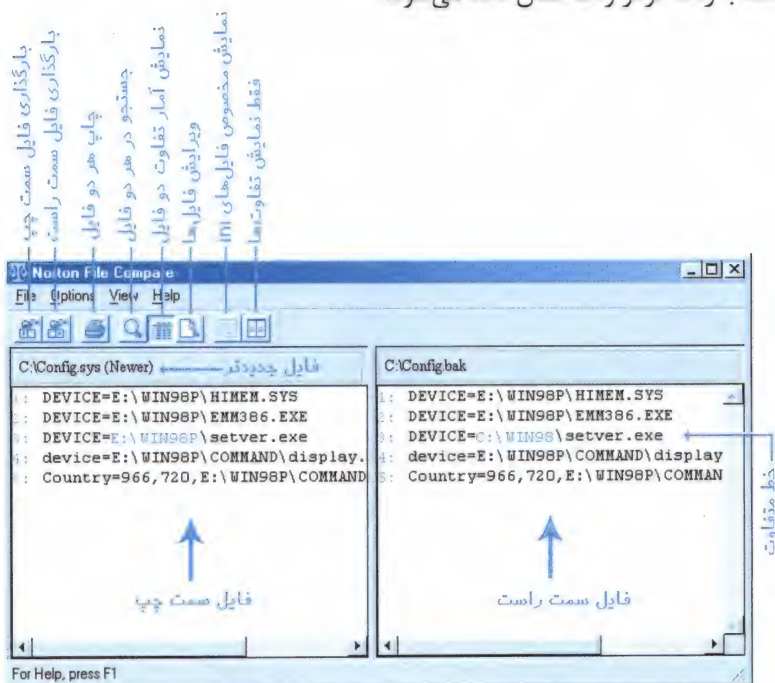 بارگذاری فایل سمت چپ
بارگذاری فایل سمت راست
چاپ هر دو فایل
جستجو در هر دو فایل
نمایش آمار تفاوت دو فایل
ویرایش فایل‌ها
نمایش مخصوص فایل‌های ini
فقط نمایش تفاوت‌ها
Norton File Compare
File Options View Help
C:\Config.sys (Newer) فایل جدیدتر
1: DEVICE=E:\WIN98P\HIMEM.SYS
2: DEVICE=E:\WIN98P\EMM386.EXE
3: DEVICE=E:\WIN98P\setver.exe
4: device=E:\WIN98P\COMMAND\display.
5: Country=966,720,E:\WIN98P\COMMAND
فایل سمت چپ
C:\Config.bak
1: DEVICE=E:\WIN98P\HIMEM.SYS
2: DEVICE=E:\WIN98P\EMM386.EXE
3: DEVICE=C:\WIN98\setver.exe
4: device=E:\WIN98P\COMMAND\display
5: Country=966,720,E:\WIN98P\COMMAN
خط متفاوت
فایل سمت راست
For Help, press F1